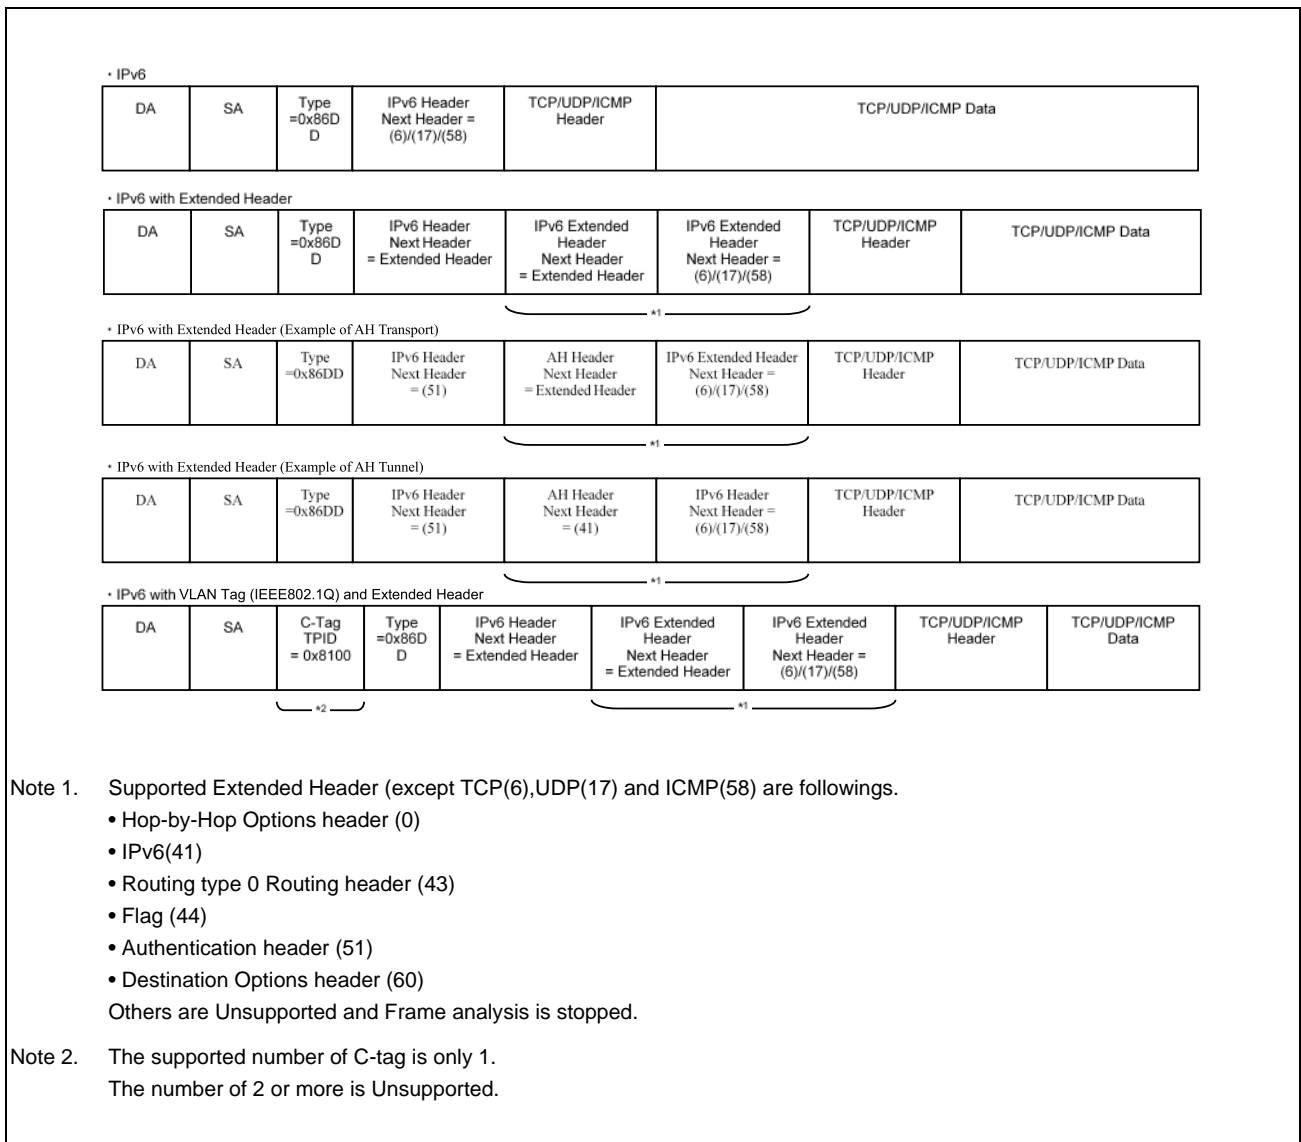 ・IPv6
DA
SA
Type
=0x86D
D
IPv6 Header
Next Header =
(6)/(17)/(58)
TCP/UDP/ICMP
Header
TCP/UDP/ICMP Data
・IPv6 with Extended Header
DA
SA
Type
=0x86D
D
IPv6 Header
Next Header
= Extended Header
IPv6 Extended
Header
Next Header
= Extended Header
IPv6 Extended
Header
Next Header =
(6)/(17)/(58)
TCP/UDP/ICMP
Header
TCP/UDP/ICMP Data
*1
・IPv6 with Extended Header (Example of AH Transport)
DA
SA
Type
=0x86DD
IPv6 Header
Next Header
= (51)
AH Header
Next Header
= Extended Header
IPv6 Extended Header
Next Header =
(6)/(17)/(58)
TCP/UDP/ICMP
Header
TCP/UDP/ICMP Data
*1
・IPv6 with Extended Header (Example of AH Tunnel)
DA
SA
Type
=0x86DD
IPv6 Header
Next Header
= (51)
AH Header
Next Header
= (41)
IPv6 Header
Next Header =
(6)/(17)/(58)
TCP/UDP/ICMP
Header
TCP/UDP/ICMP Data
*1
・IPv6 with VLAN Tag (IEEE802.1Q) and Extended Header
DA
SA
C-Tag
TPID
= 0x8100
Type
=0x86D
D
IPv6 Header
Next Header
= Extended Header
IPv6 Extended
Header
Next Header
= Extended Header
IPv6 Extended
Header
Next Header =
(6)/(17)/(58)
TCP/UDP/ICMP
Header
TCP/UDP/ICMP
Data
*2
*1
Note 1. Supported Extended Header (except TCP(6),UDP(17) and ICMP(58) are followings.
• Hop-by-Hop Options header (0)
• IPv6(41)
• Routing type 0 Routing header (43)
• Flag (44)
• Authentication header (51)
• Destination Options header (60)
Others are Unsupported and Frame analysis is stopped.
Note 2. The supported number of C-tag is only 1.
The number of 2 or more is Unsupported.